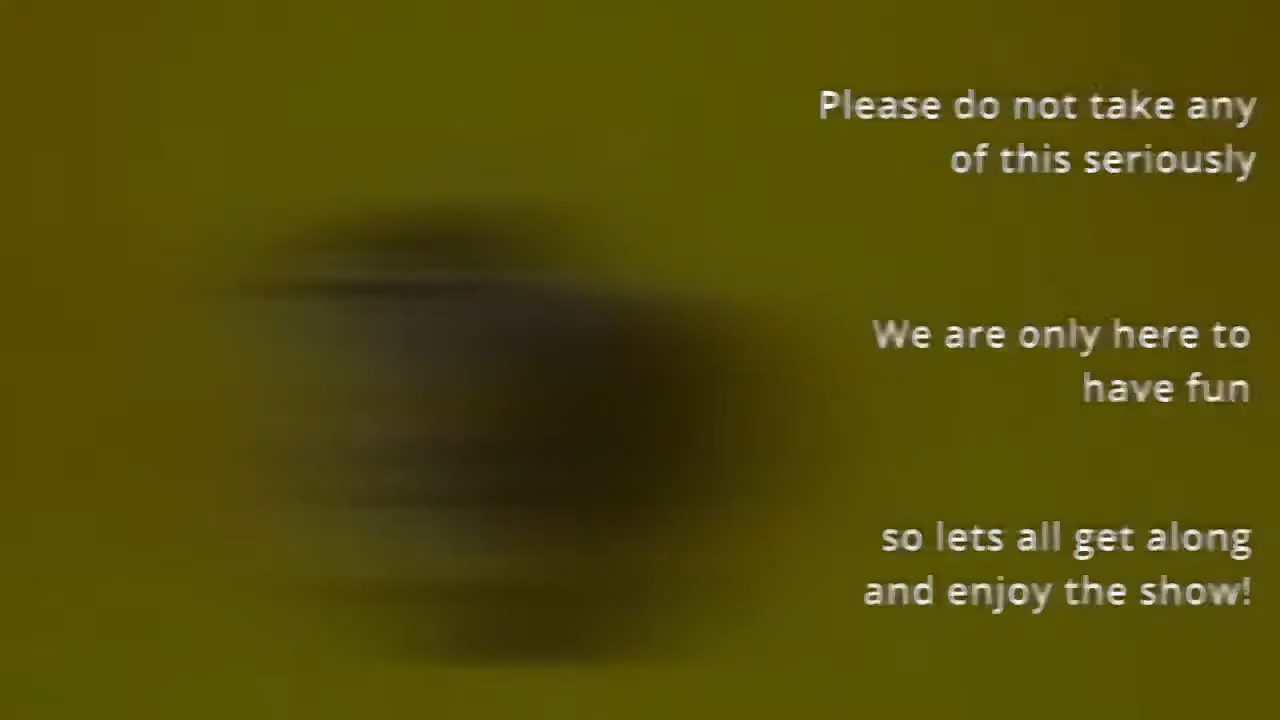 Please do not take any
of this seriously
We are only here to
have fun
so lets all get along
and enjoy the show!